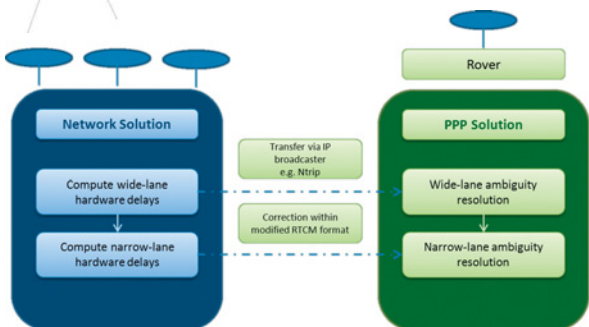 Rover
Network Solution
PPP Solution
Transfer via IP
broadcaster
e.g. Ntrip
Compute wide-lane
hardware delays
Wide-lane ambiguity
resolution
Correction within
modified RTCM format
Compute narrow-lane
hardware delays
Narrow-lane ambiguity
resolution